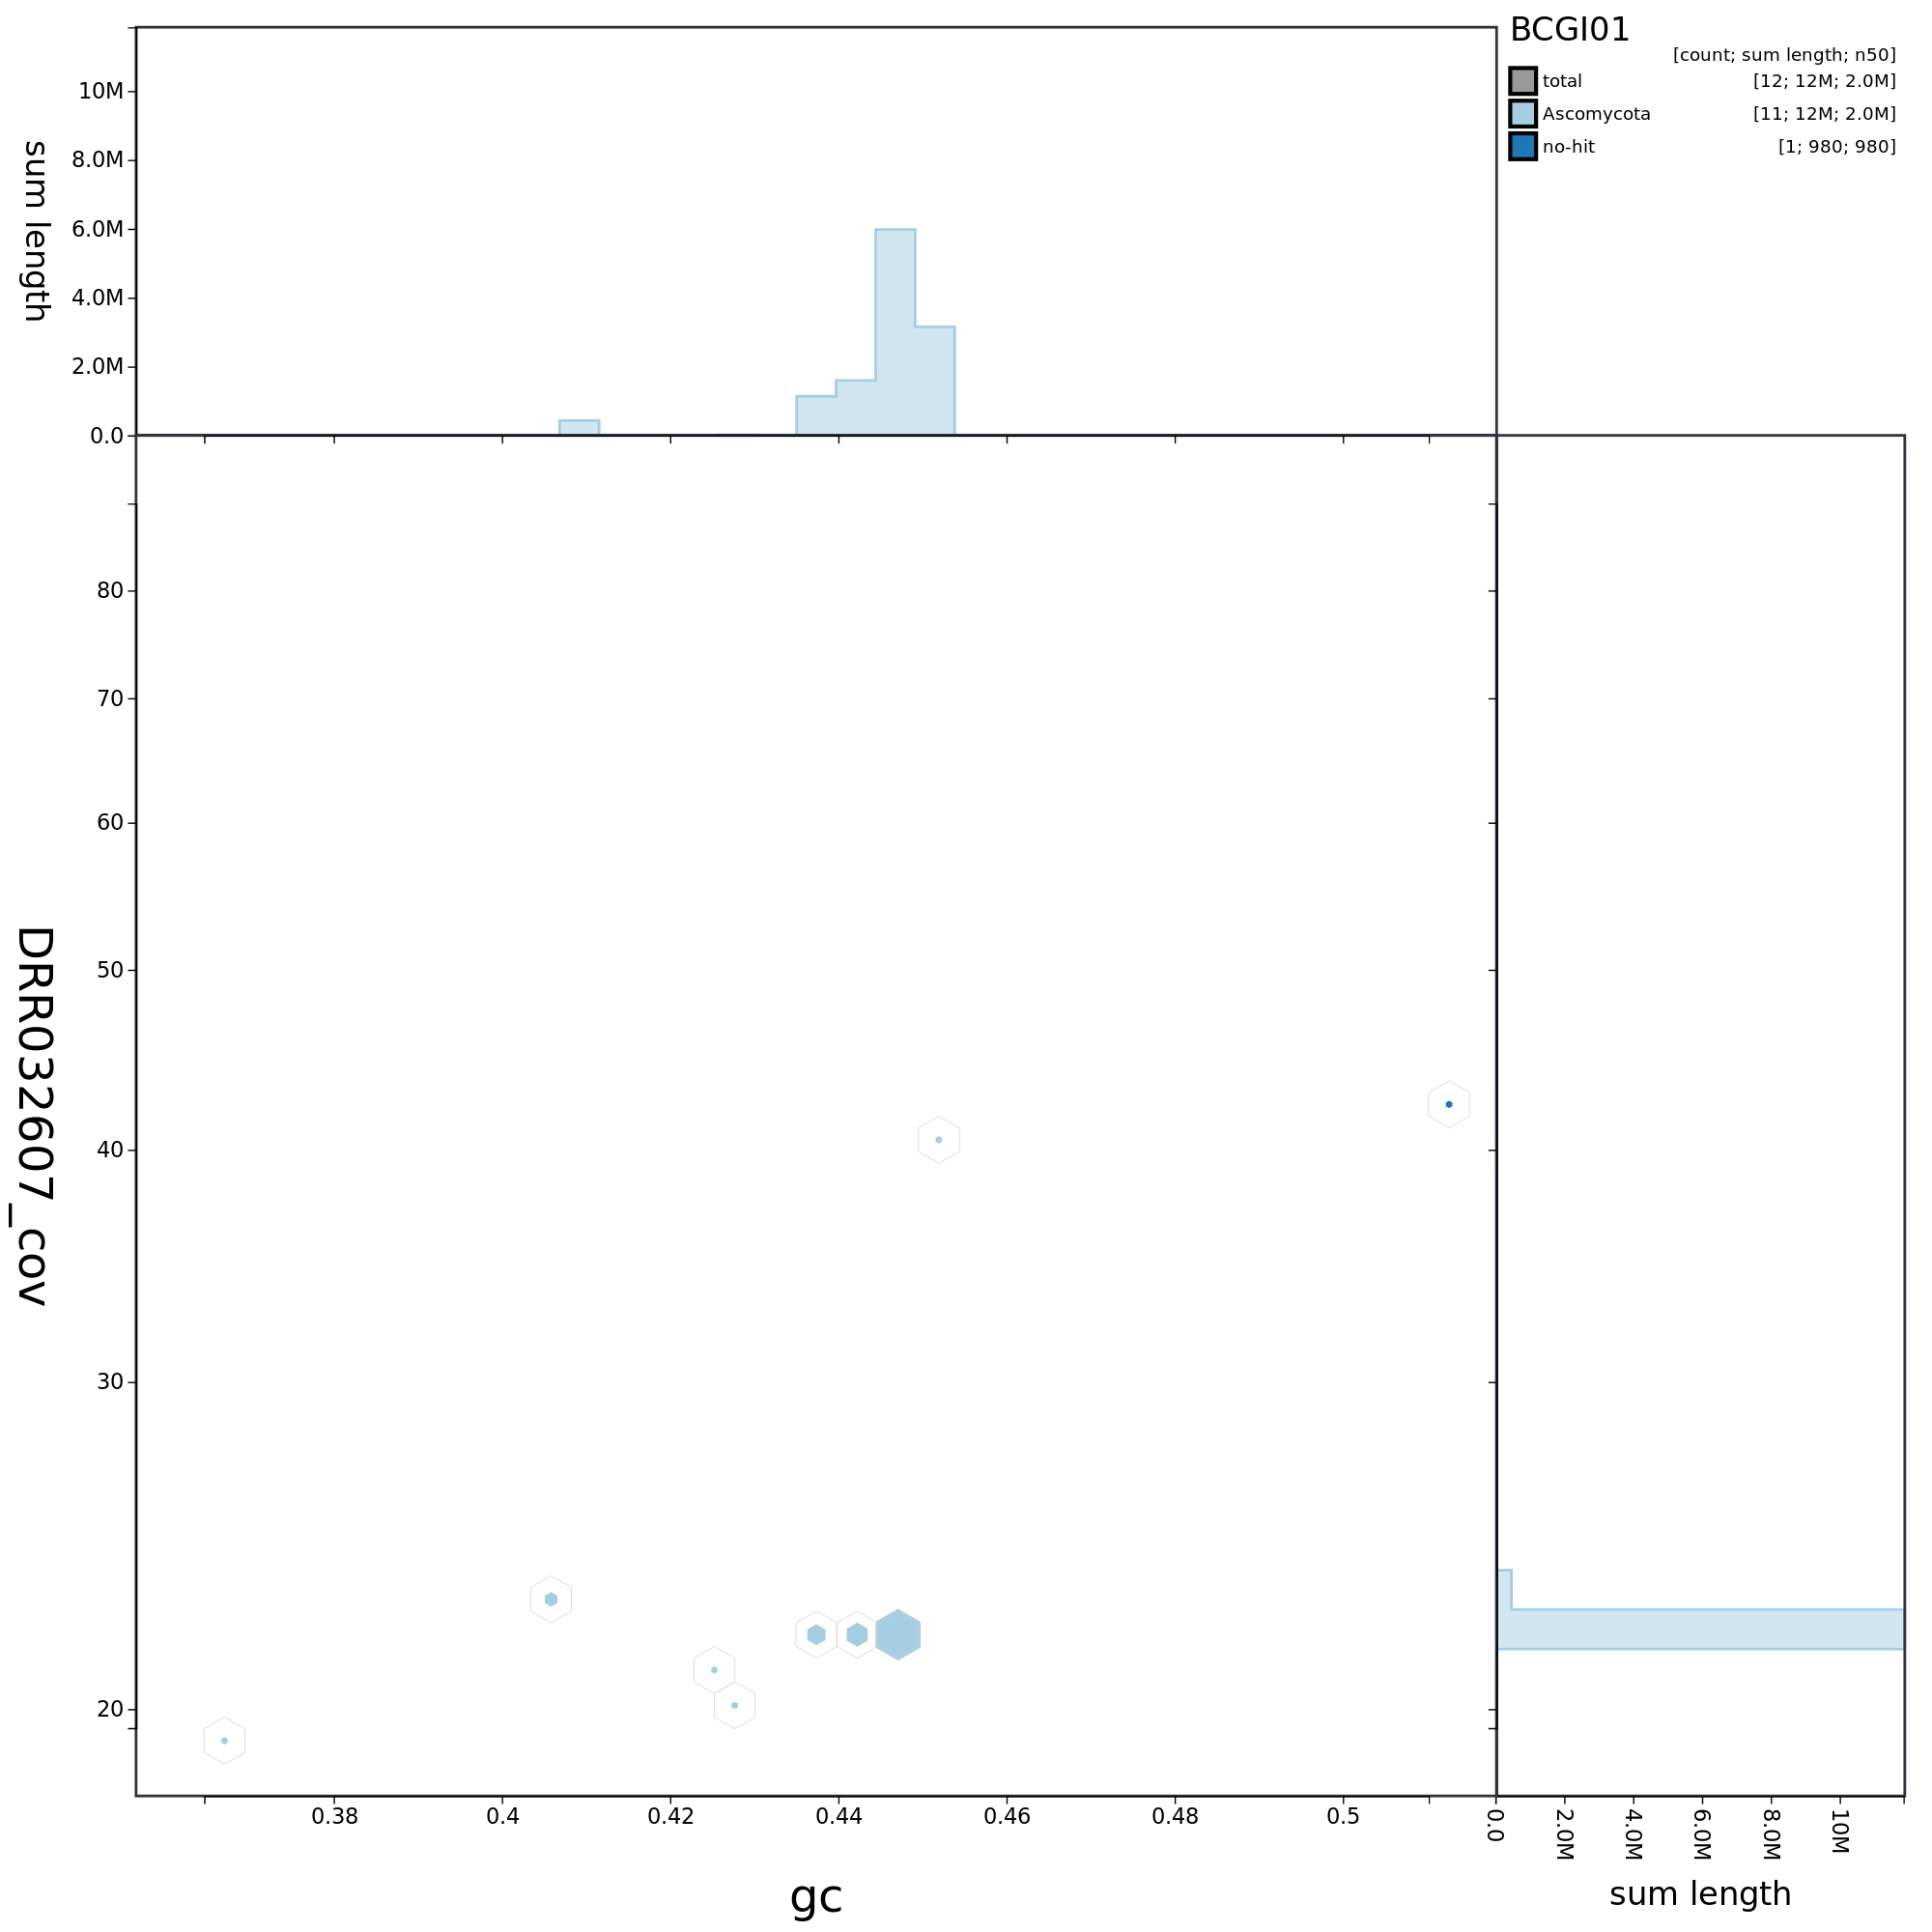 BCGI01
[count; sum length; n50]
total [12; 12M; 2.0M]
Ascomycota [11; 12M; 2.0M]
no-hit [1; 980; 980]
sum length
10M
8.0M
6.0M
4.0M
2.0M
0.0
DRR032607_cov
80
70
60
50
40
30
20
0.38 0.4 0.42 0.44 0.46 0.48 0.5
gc
0.0 2.0M 4.0M 6.0M 8.0M 10M
sum length